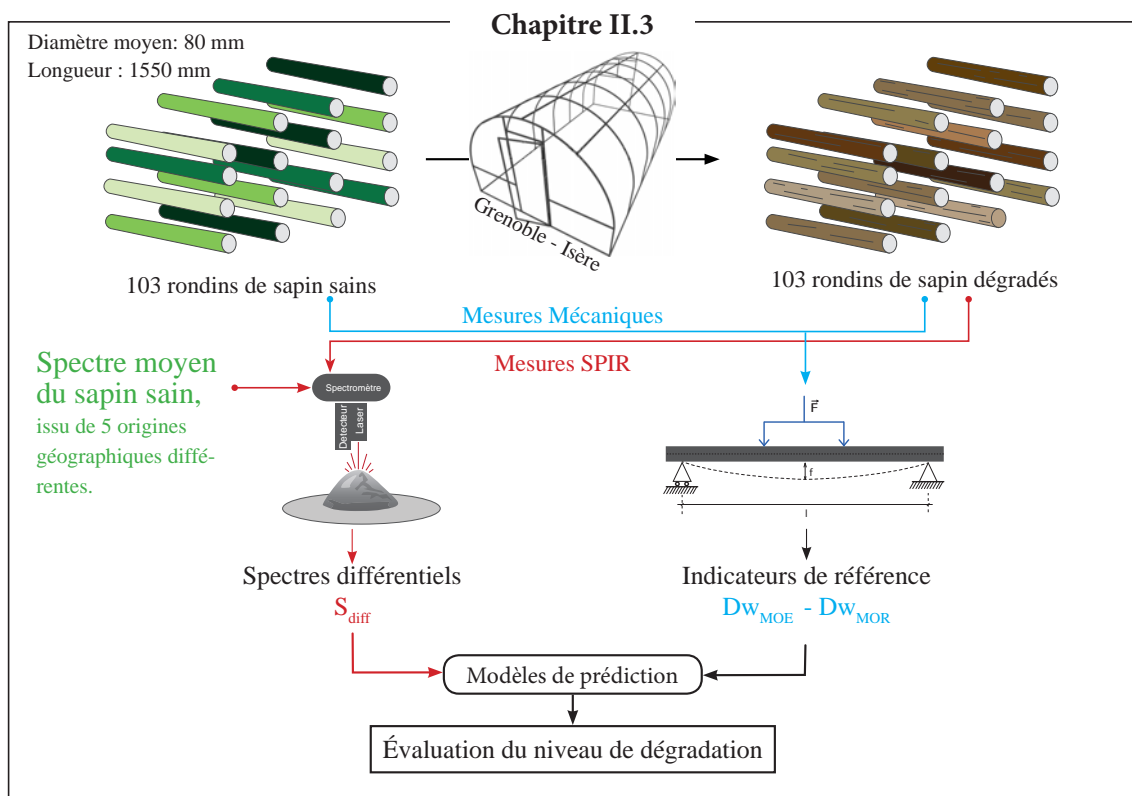 Chapitre II.3
Diamètre moyen: 80 mm
Longueur : 1550 mm
Grenoble - Isère
103 rondins de sapin sains
103 rondins de sapin dégradés
Mesures Mécaniques
Mesures SPIR
Spectre moyen
du sapin sain,
issu de 5 origines
géographiques diffé-
rentes.
Spectromètre
Detecteur
Laser
F
f
l
Spectres différentiels
S diff
Indicateurs de référence
Dw MOE - Dw MOR
Modèles de prédiction
Évaluation du niveau de dégradation